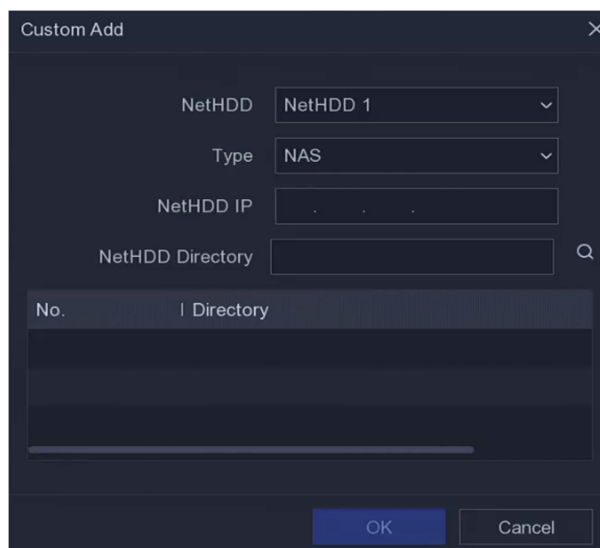 Custom Add
NetHDD NetHDD 1
Type NAS
NetHDD IP . . .
NetHDD Directory
No. | Directory
OK Cancel